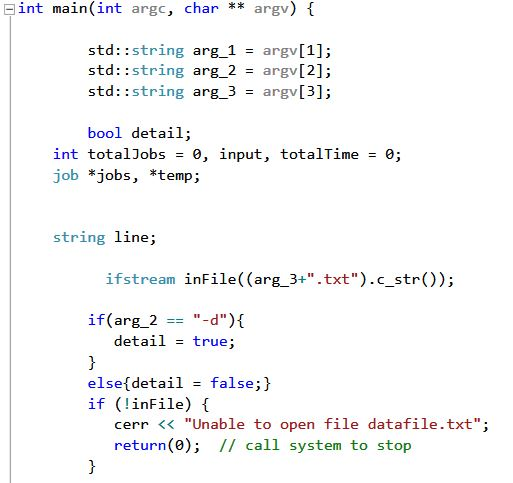 int main(int argc, char ** argv) {
std::string arg_1 = argv[1];
std::string arg_2 = argv[2];
std::string arg_3 = argv[3];
bool detail;
int totalJobs = 0, input, totalTime = 0;
job *jobs, *temp;
string line;
ifstream inFile((arg_3+".txt").c_str());
if(arg_2 == "-d"){
detail = true;
}
else{detail = false;}
if (!inFile) {
cerr << "Unable to open file datafile.txt";
return(0);  // call system to stop
}